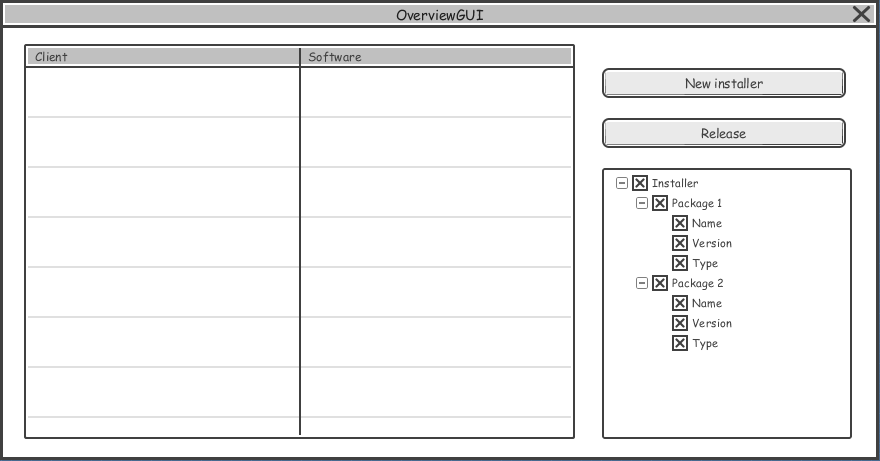 OverviewGUI
Client Software
New installer
Release
Installer
Package 1
Name
Version
Type
Package 2
Name
Version
Type